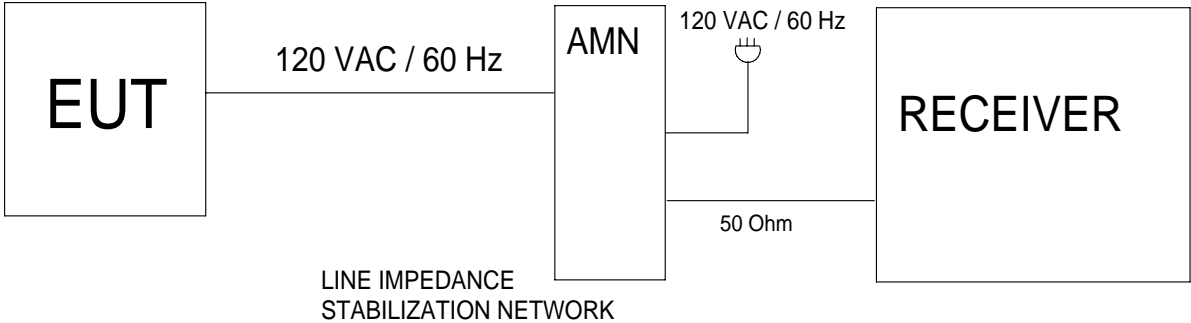 EUT
120 VAC / 60 Hz
AMN
120 VAC / 60 Hz
RECEIVER
50 Ohm
LINE IMPEDANCE
STABILIZATION NETWORK